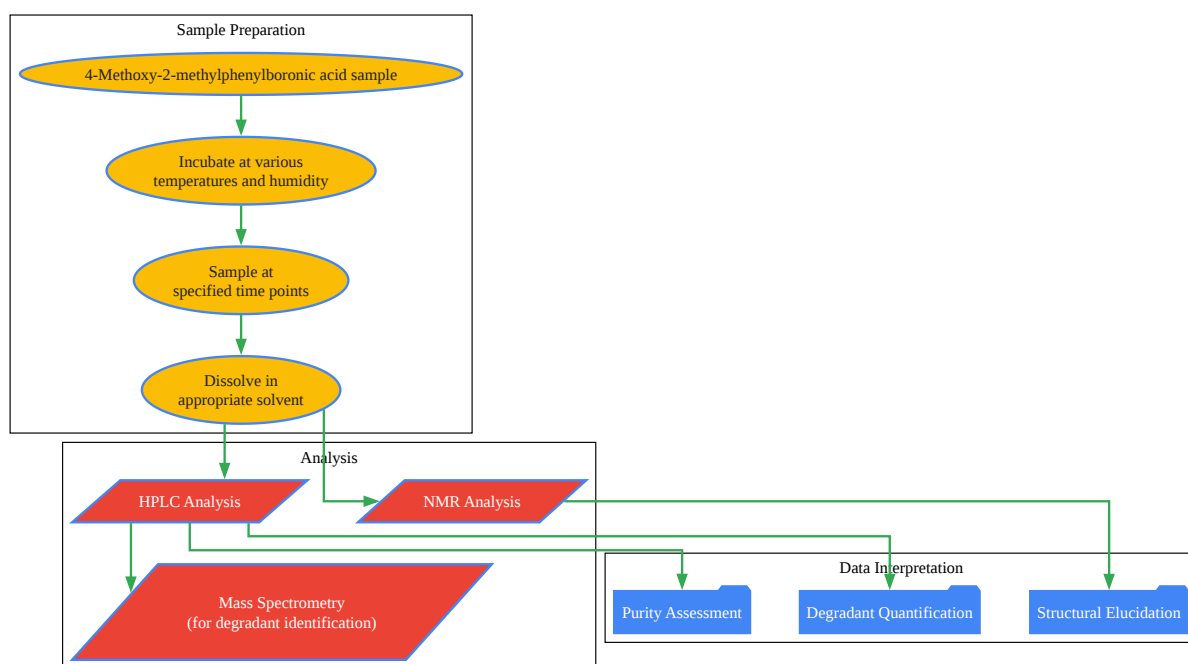 Sample Preparation
4-Methoxy-2-methylphenylboronic acid sample
Incubate at various
temperatures and humidity
Sample at
specified time points
Dissolve in
appropriate solvent
Analysis
HPLC Analysis
NMR Analysis
Mass Spectrometry
(for degradant identification)
Data Interpretation
Purity Assessment
Degradant Quantification
Structural Elucidation